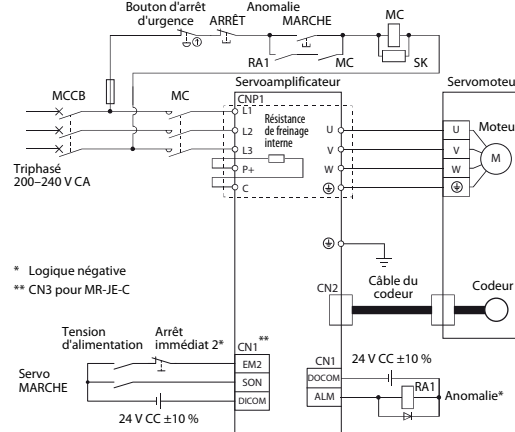 Bouton d'arrêt
d'urgence
①
ARRÊT
Anomalie
MARCHE
MC
RA1
MC
SK
MCCB
MC
Servoamplificateur
Servomoteu
CNP1
L1
L2
L3
P+
C
Résistance
de freinage
interne
U
V
W
U
V
W
Moteu
M
Triphasé
200–240 V CA
* Logique négative
** CN3 pour MR-JE-C
CN2
Câble du
codeur
Codeur
Tension
d'alimentation
Arrêt
immédiat 2*
CN1
**
Servo
MARCHE
EM2
SON
DICOM
24 V CC ±10 %
CN1
24 V CC ±10 %
DOCOM
ALM
RA1
Anomalie*